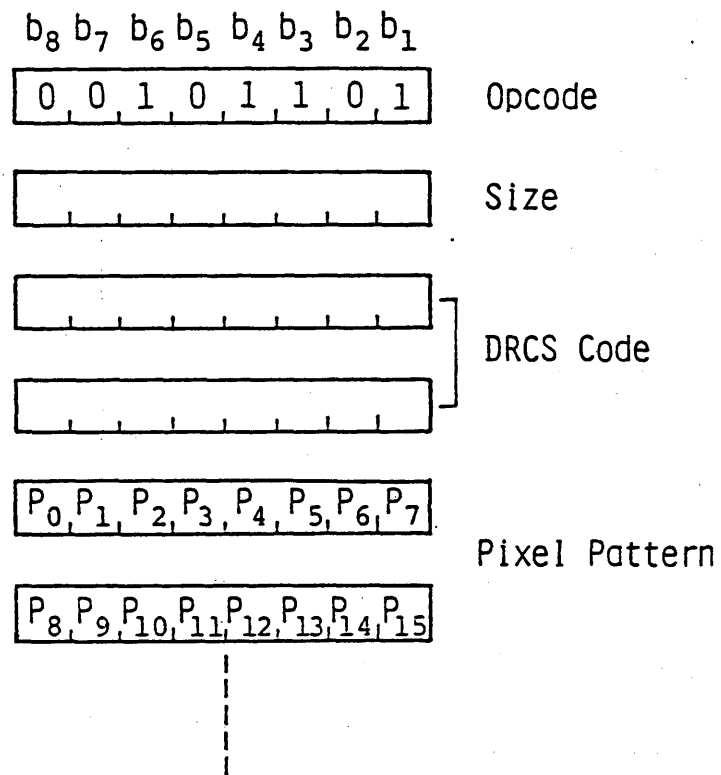 b₈ b₇ b₆ b₅ b₄ b₃ b₂ b₁
0 0 1 0 1 1 0 1 Opcode
Size
DRCS Code
P₀ P₁ P₂ P₃ P₄ P₅ P₆ P₇
Pixel Pattern
P₈ P₉ P₁₀ P₁₁ P₁₂ P₁₃ P₁₄ P₁₅